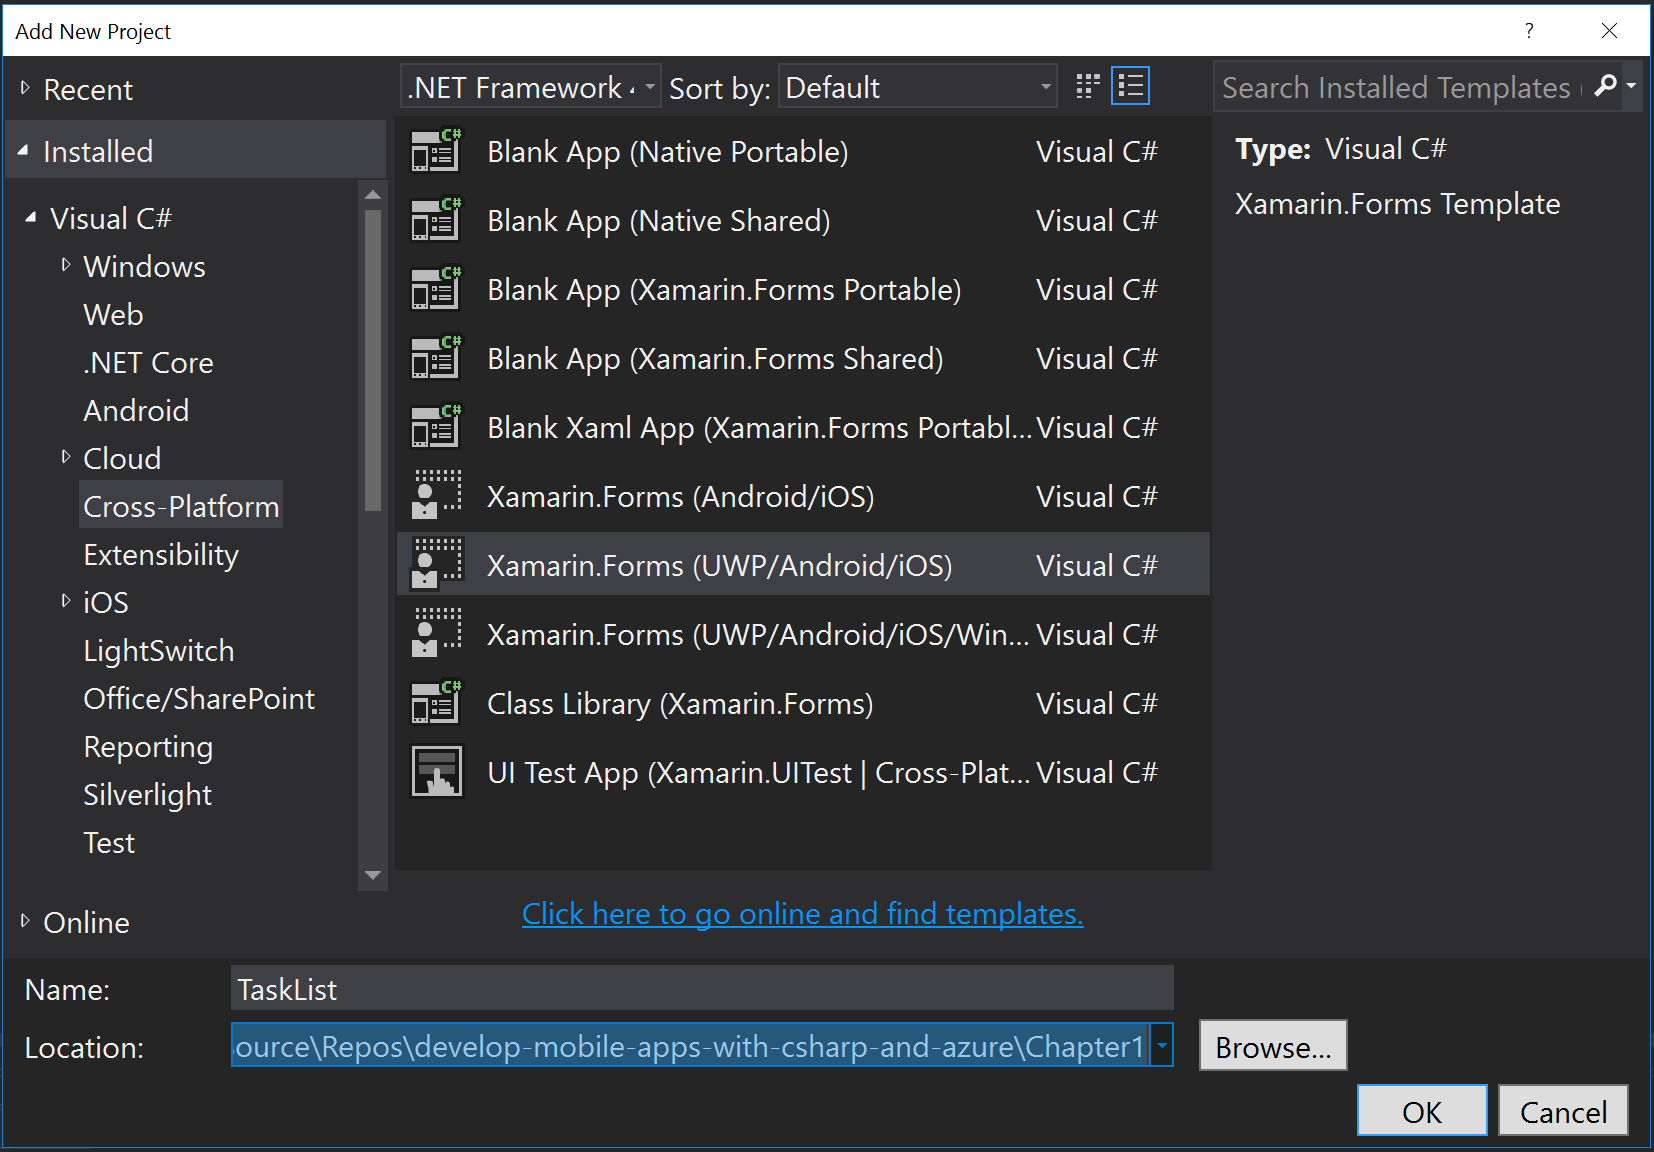 Add New Project
?
Recent
.NET Framework 4
Sort by:
Default
Search Installed Templates (
Installed
Visual C#
Windows
Web
.NET Core
Android
Cloud
Cross-Platform
Extensibility
iOS
LightSwitch
Office/SharePoint
Reporting
Silverlight
Test
Online
Blank App (Native Portable) Visual C#
Blank App (Native Shared) Visual C#
Blank App (Xamarin.Forms Portable) Visual C#
Blank App (Xamarin.Forms Shared) Visual C#
Blank Xaml App (Xamarin.Forms Portabl... Visual C#
Xamarin.Forms (Android/iOS) Visual C#
Xamarin.Forms (UWP/Android/iOS) Visual C#
Xamarin.Forms (UWP/Android/iOS/Win... Visual C#
Class Library (Xamarin.Forms) Visual C#
UI Test App (Xamarin.UITest | Cross-Plat... Visual C#
Click here to go online and find templates.
Type: Visual C#
Xamarin.Forms Template
Name: TaskList
Location: ource\Repos\develop-mobile-apps-with-csharp-and-azure\Chapter1
Browse...
OK
Cancel